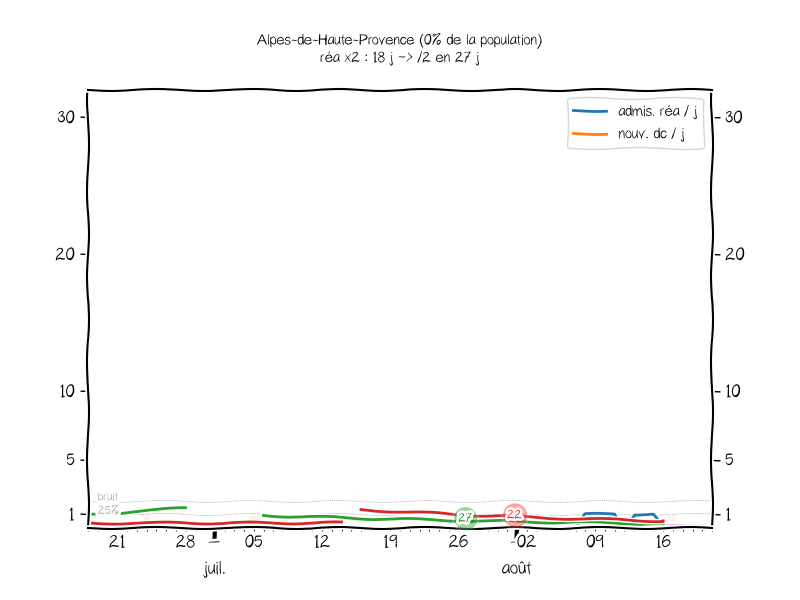 Alpes-de-Haute-Provence (0% de la population)
réa x2 : 18 j -> /2 en 27 j
admis. réa / j
nouv. dc / j
30
20
10
5
1
30
20
10
5
1
bruit
25%
27
22
21 28 05 12 19 26 02 09 16
juil. août